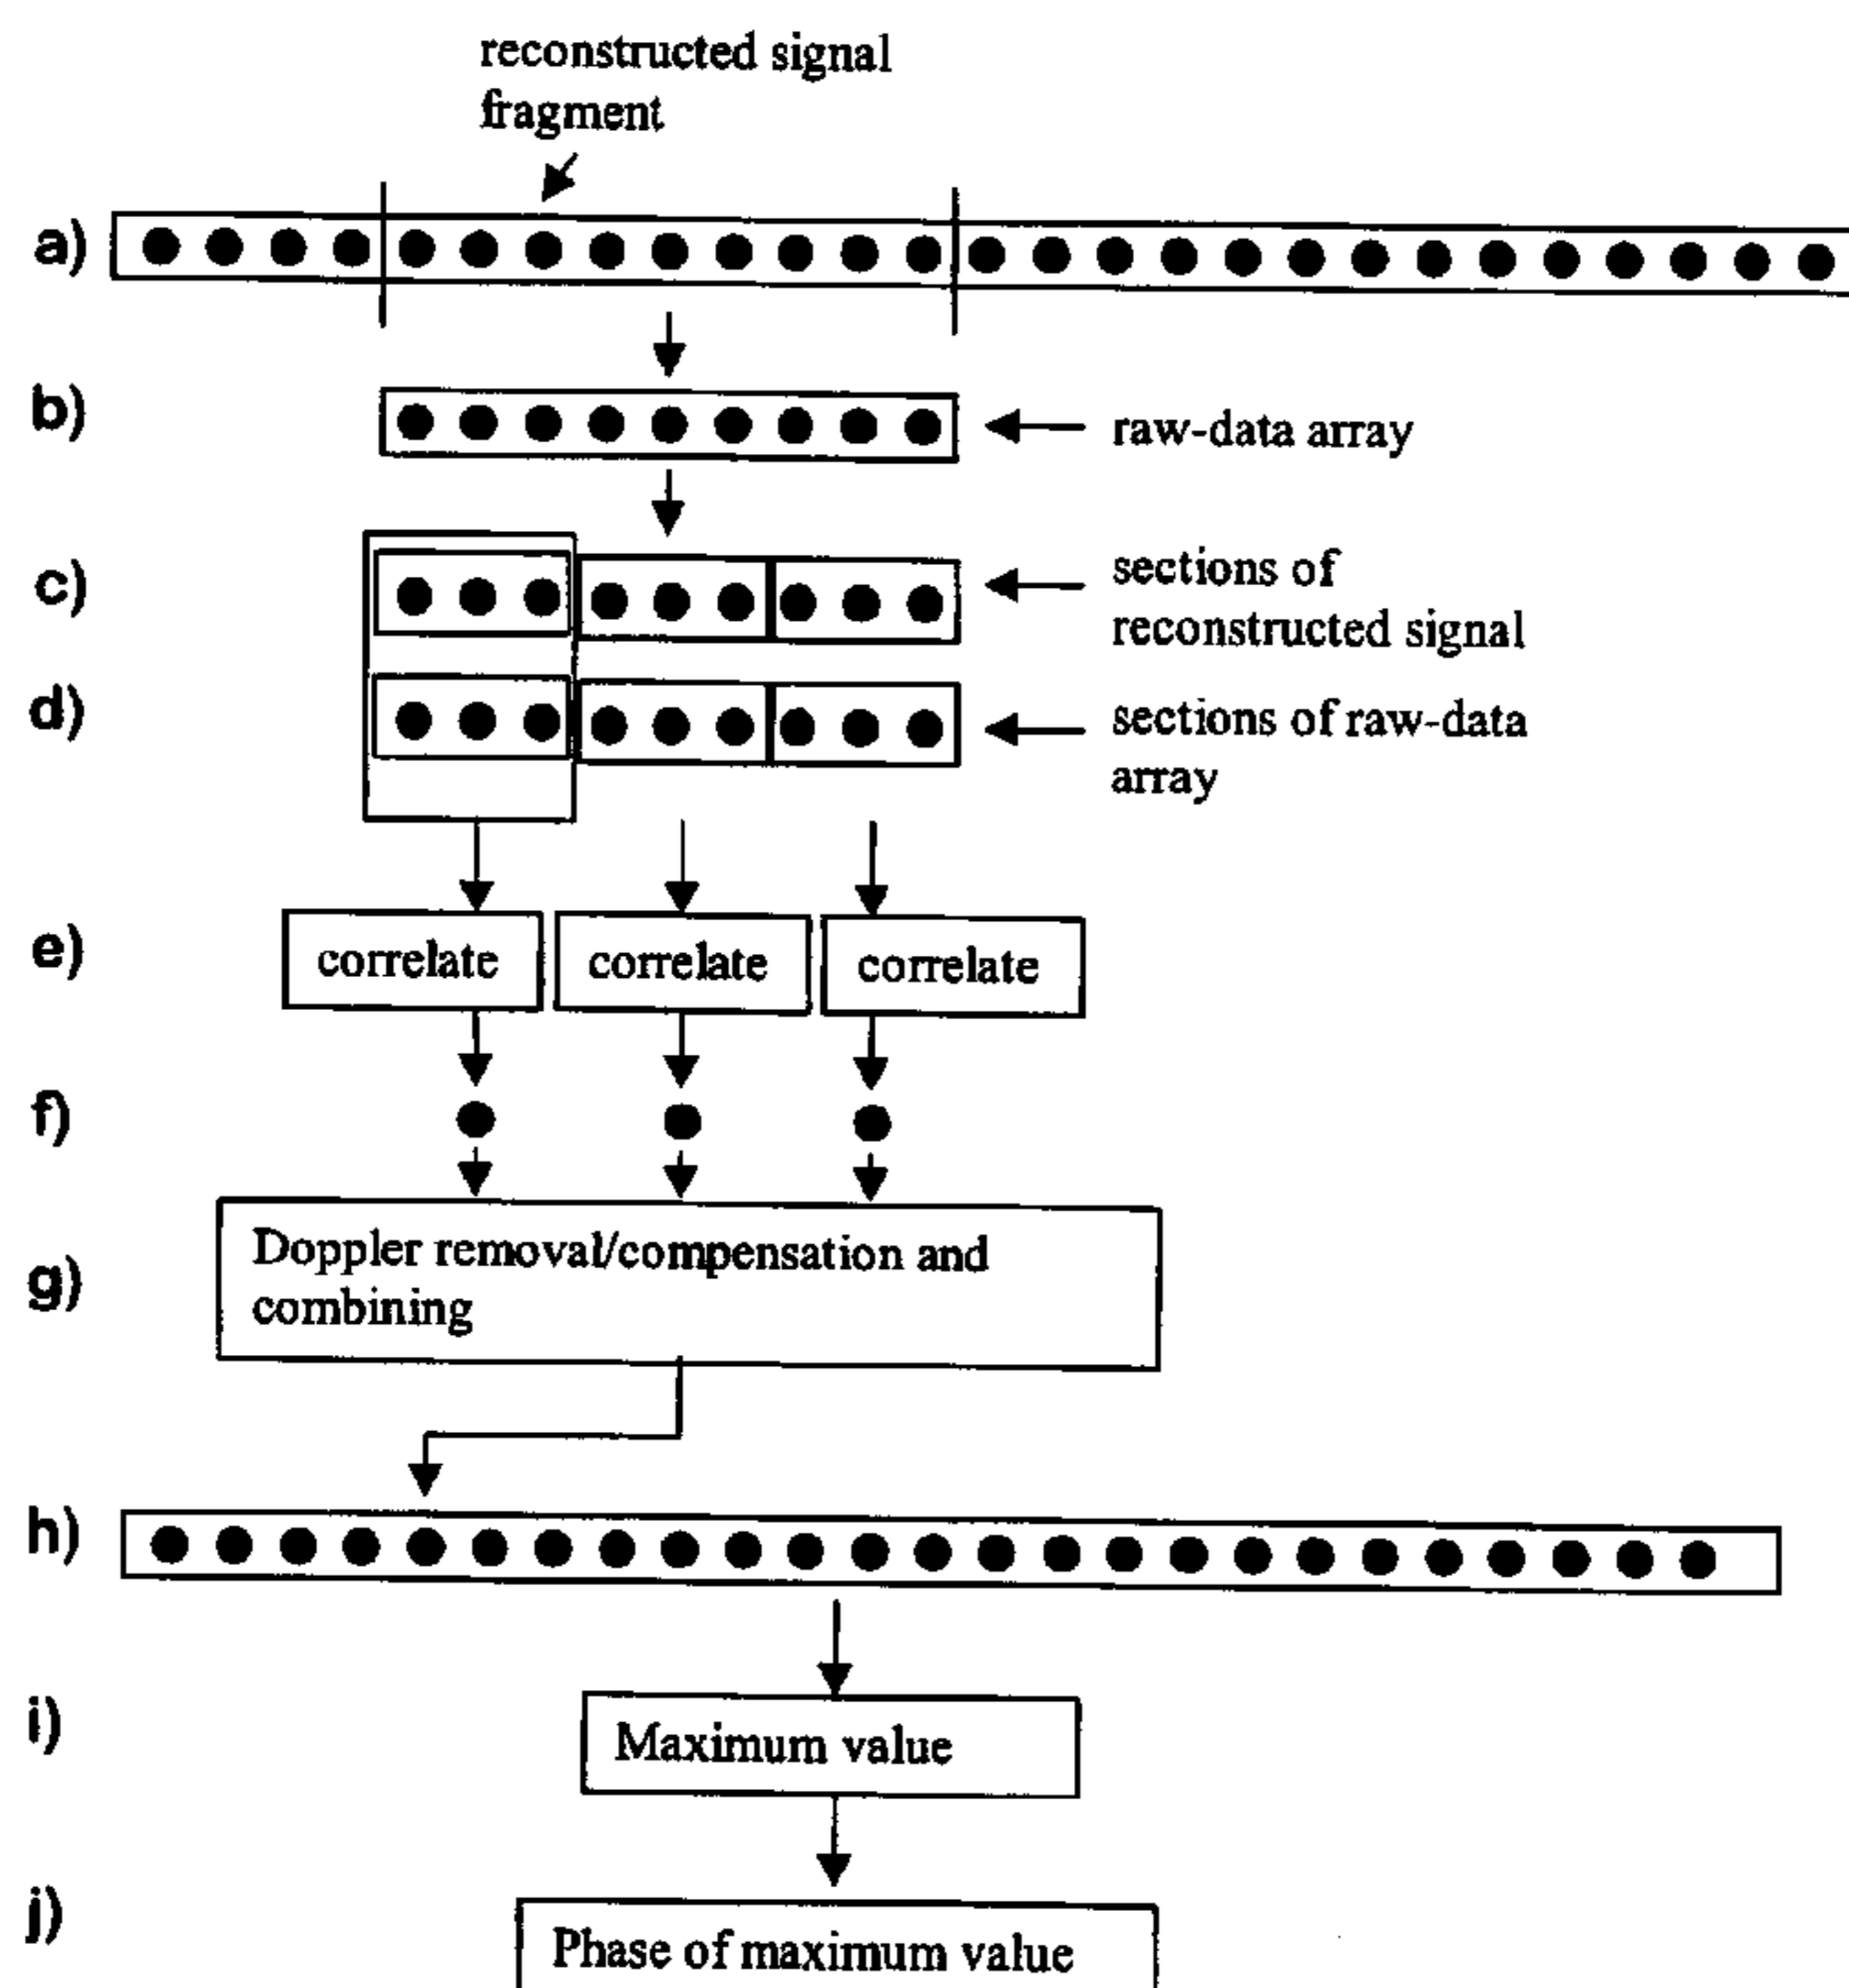 reconstructed signal
fragment
a)
b)
raw-data array
c)
sections of
reconstructed signal
d)
sections of raw-data
array
e)
correlate correlate correlate
f)
g)
Doppler removal/compensation and
combining
h)
i)
Maximum value
j)
Phase of maximum value